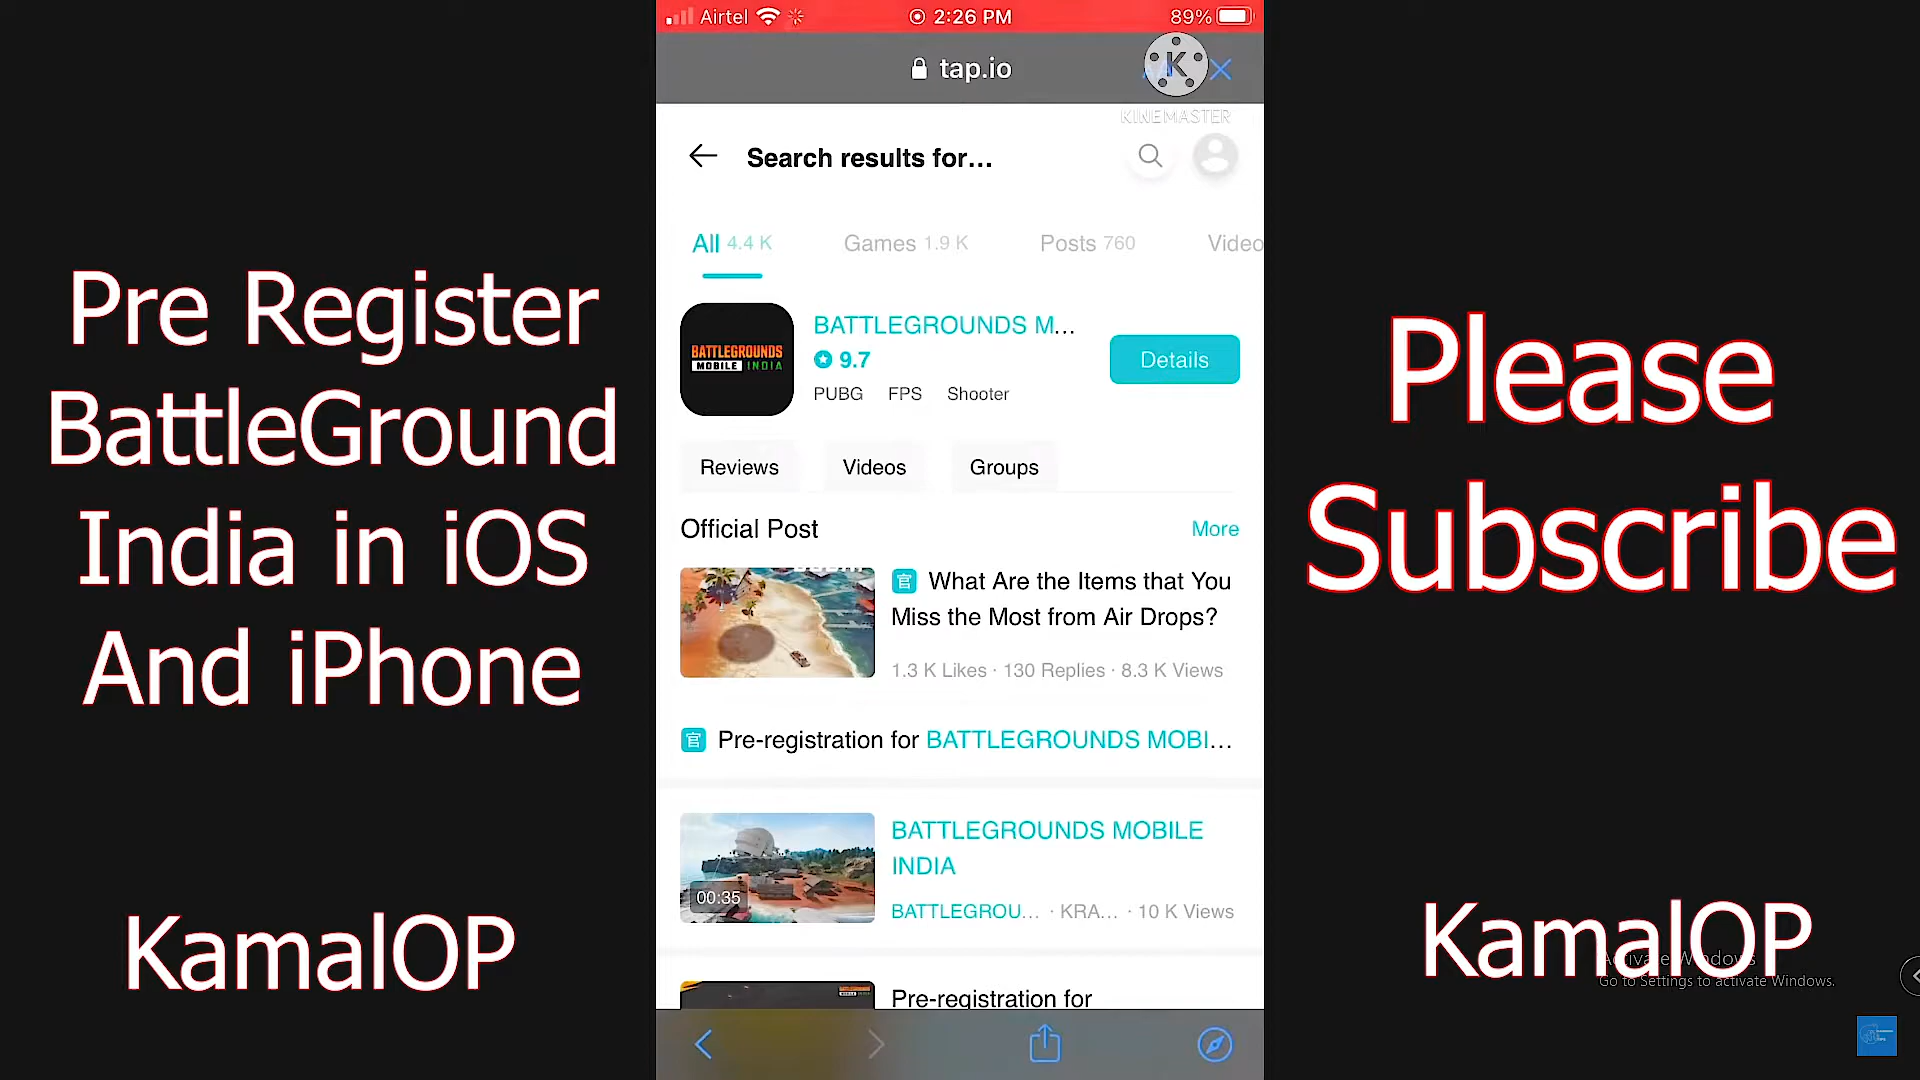 Airtel
2:26 PM
89%
tap.io
K
KINEMASTER
Search results for...
All 4.4 K
Games 1.9 K
Posts 760
Video
BATTLEGROUNDS
MOBILE INDIA
BATTLEGROUNDS M...
9.7
PUBG FPS Shooter
Details
Reviews
Videos
Groups
Official Post
More
官 What Are the Items that You
Miss the Most from Air Drops?
1.3 K Likes · 130 Replies · 8.3 K Views
官 Pre-registration for BATTLEGROUNDS MOBI...
00:35
BATTLEGROUNDS MOBILE
INDIA
BATTLEGROU... · KRA... · 10 K Views
Pre-registration for
Pre Register
BattleGround
India in iOS
And iPhone
KamalOP
Please
Subscribe
KamalOP
Activate Windows
Go to Settings to activate Windows.